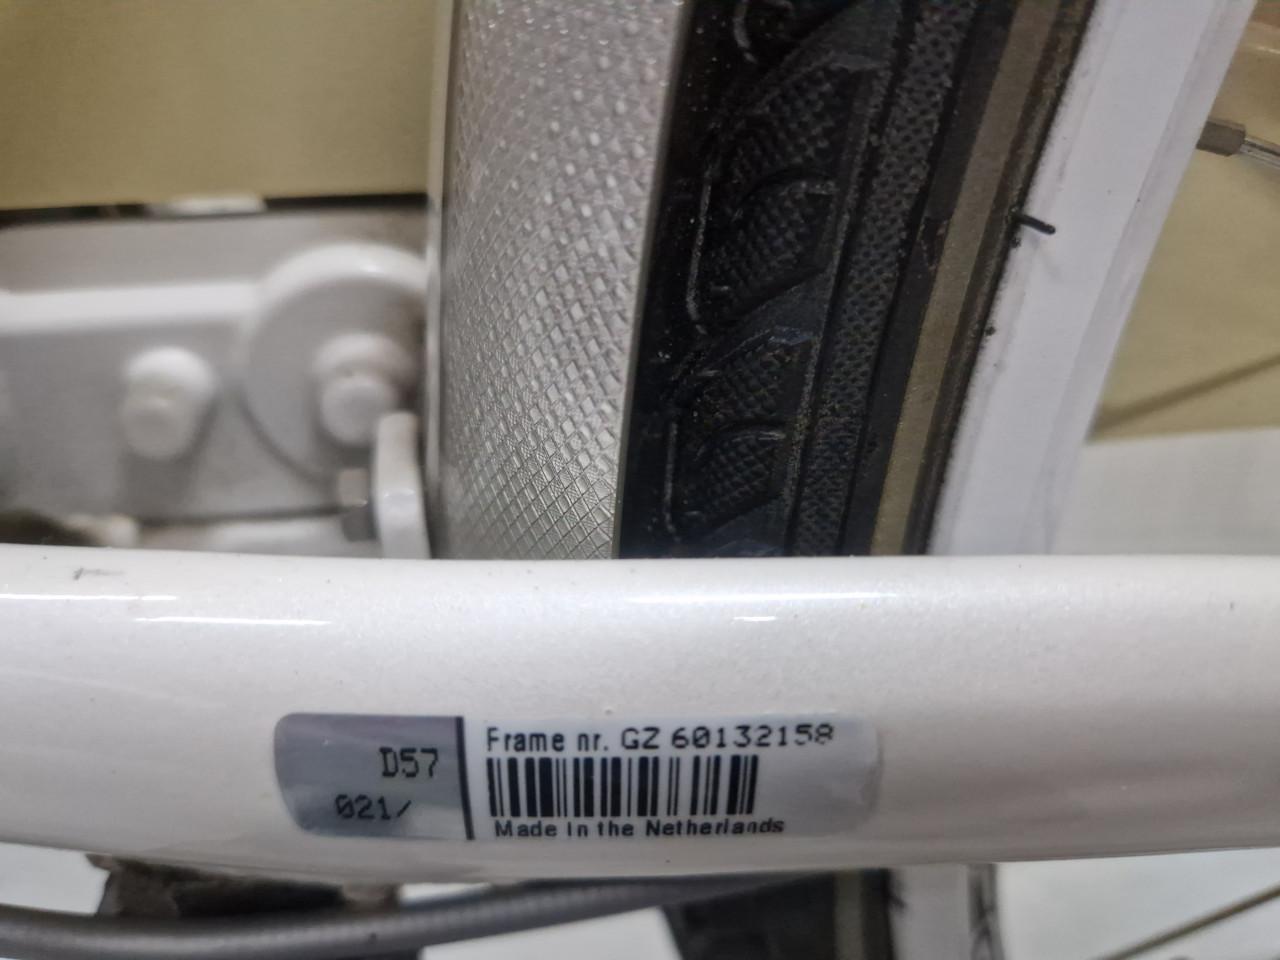 D57
021/
Frame nr. GZ 60132158
Made in the Netherlands